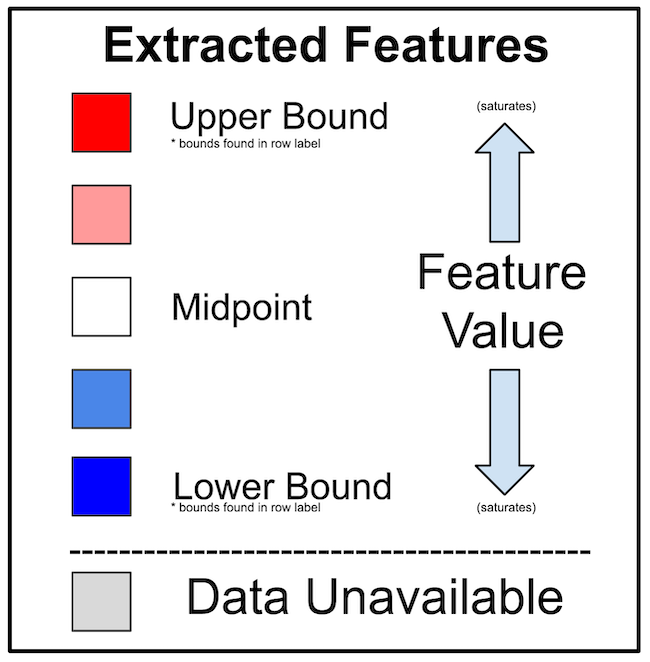 Extracted Features
Upper Bound
* bounds found in row label
(saturates)
Midpoint
Feature
Value
Lower Bound
* bounds found in row label
(saturates)
Data Unavailable